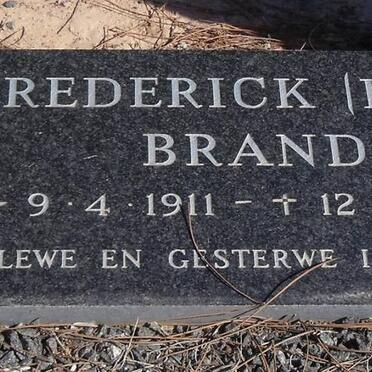 REDERICK
BRAND
9.4.1911 - † 12
LEWE EN GESTERWE I